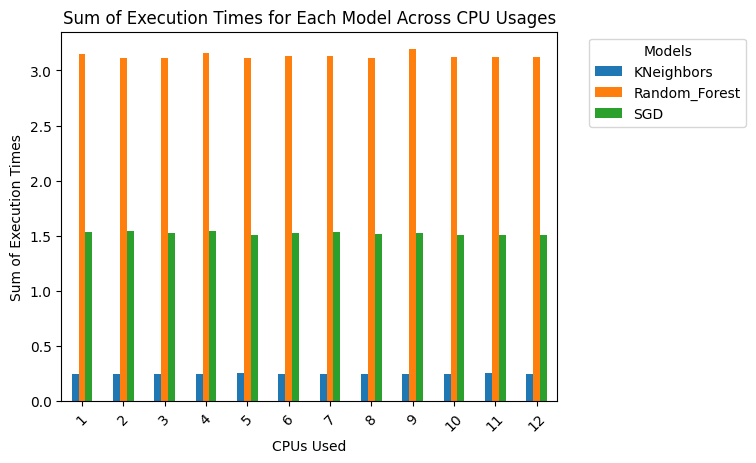 Sum of Execution Times for Each Model Across CPU Usages
Sum of Execution Times
3.0
2.5
2.0
1.5
1.0
0.5
0.0
1 2 3 4 5 6 7 8 9 10 11 12
CPUs Used
Models
KNeighbors
Random_Forest
SGD